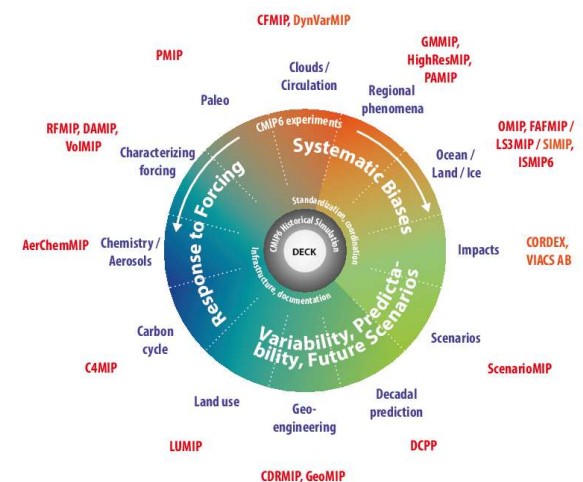 CFMIP, DynVarMIP
GMMIP,
HighResMIP,
PAMIP
PMIP
Clouds /
Circulation
Regional
phenomena
Paleo
RFMIP, DAMIP,
VolMIP
Characterizing
forcing
CMIP6 experiments
Systematic Biases
OMIP, FAFMIP /
LS3MIP / SIMIP,
ISMIP6
Ocean /
Land / Ice
Response to Forcing
Standardization, coordination
CMIP6 Historical Simulation
DECK
Infrastructure, documentation
AerChemMIP
Chemistry /
Aerosols
Impacts
CORDEX,
VIACS AB
Variability, Predicta-
bility, Future Scenarios
Carbon
cycle
Scenarios
C4MIP
ScenarioMIP
Land use
Geo-
engineering
Decadal
prediction
LUMIP
DCPP
CDRMIP, GeoMIP